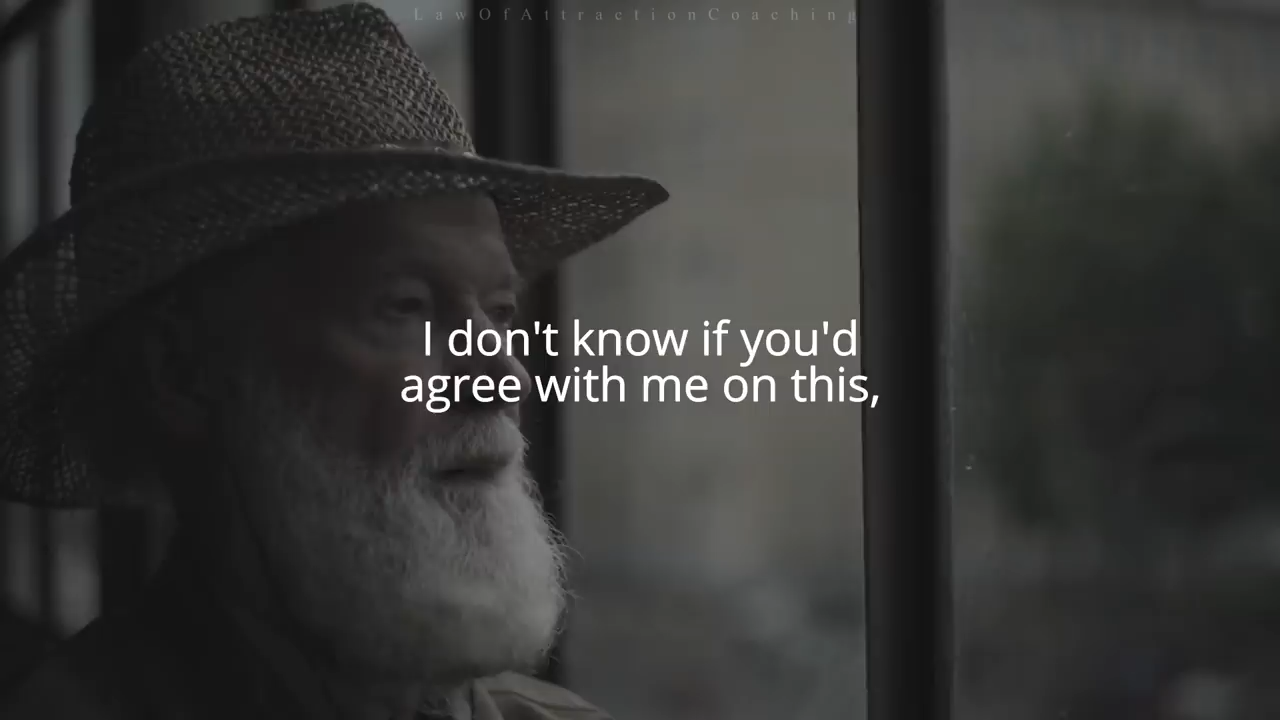 LawOfAttractionCoaching
I don't know if you'd
agree with me on this,